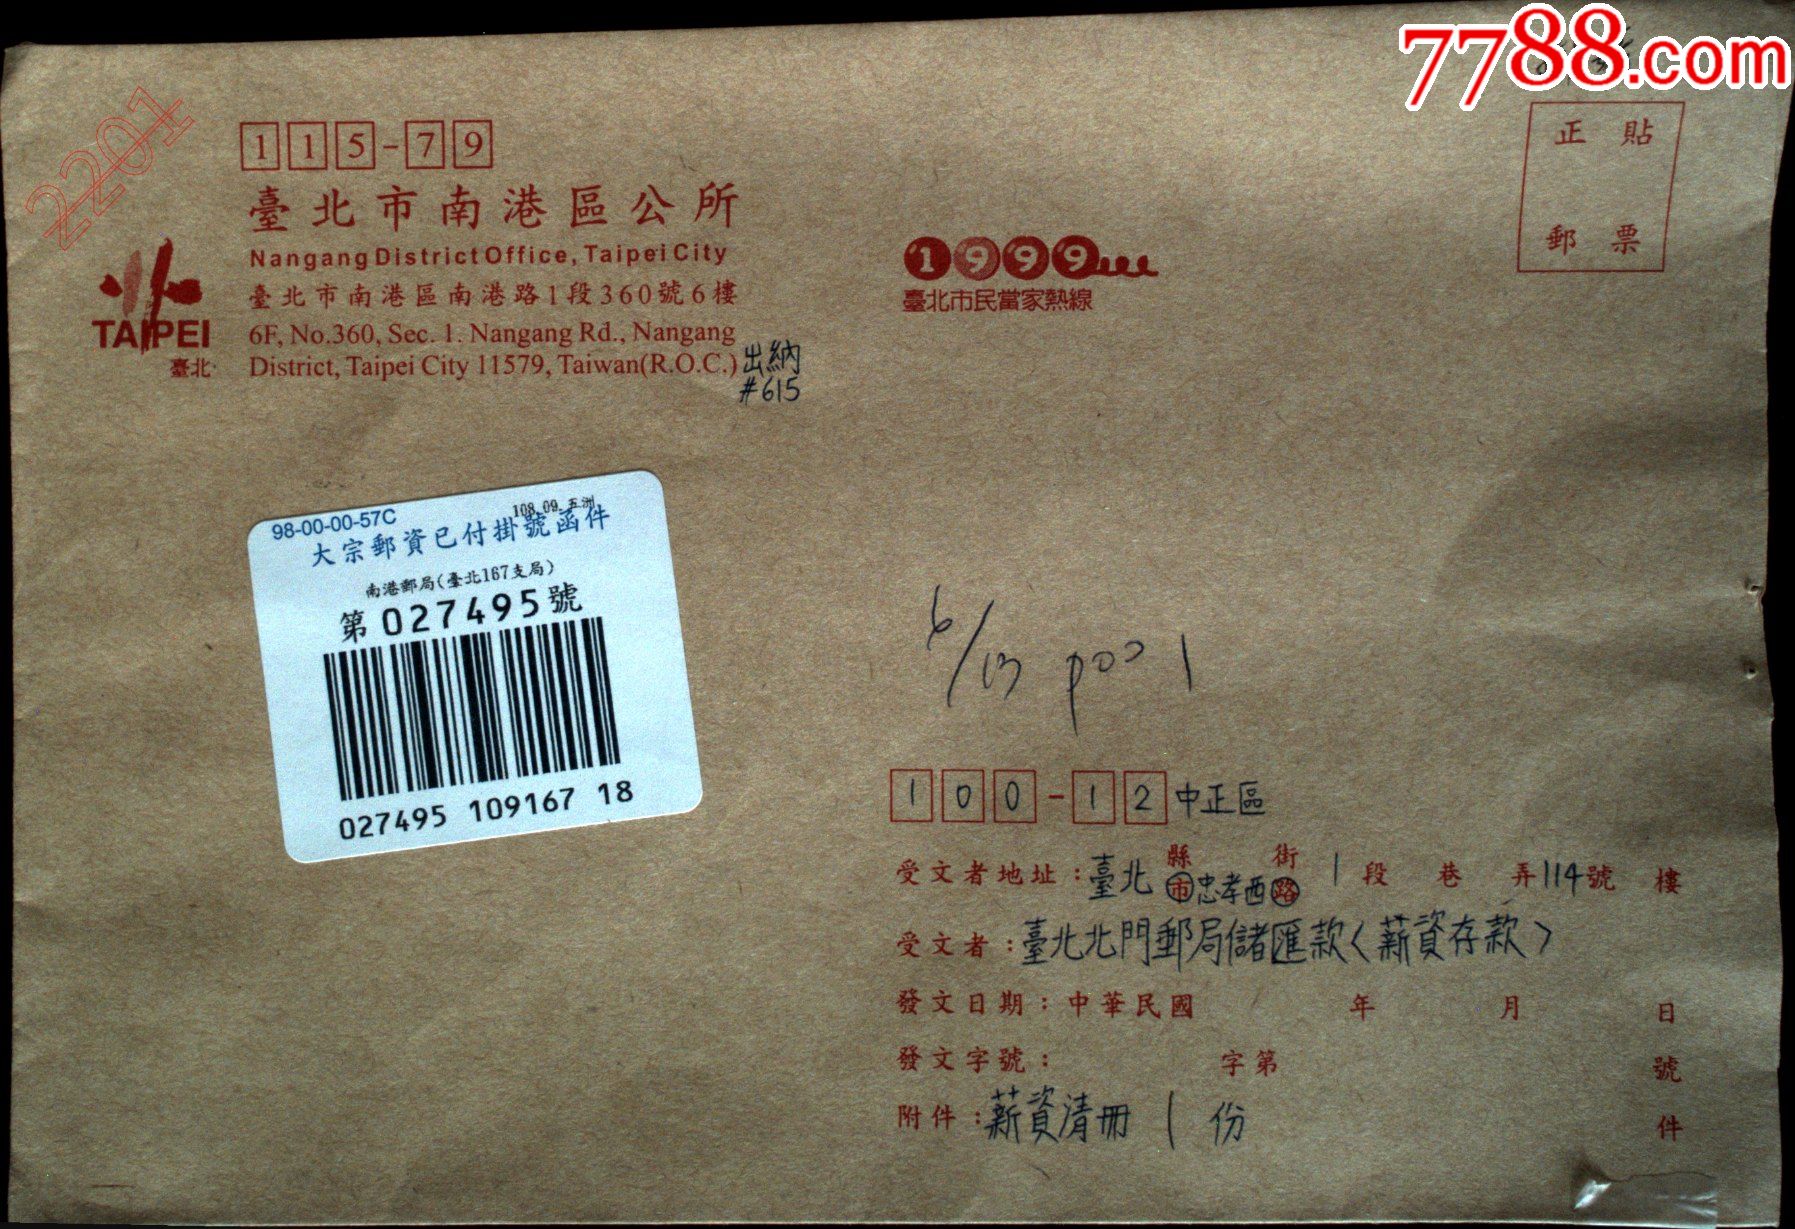 7788.com
2201
115-79
臺北市南港區公所
Nangang District Office, Taipei City
臺北市南港區南港路1段360號6樓
6F, No.360, Sec. 1. Nangang Rd., Nangang
District, Taipei City 11579, Taiwan(R.O.C.)
出納
#615
TAIPEI
臺北
1999
臺北市民當家熱線
正貼
郵票
98-00-00-57C
108.09.五洲
大宗郵資已付掛號函件
南港郵局(臺北167支局)
第027495號
027495 109167 18
100-12中正區
受文者地址:臺北縣市忠孝西街路1段 巷 弄114號 樓
受文者:臺北北門郵局儲匯款〈薪資存款〉
發文日期:中華民國 年 月 日
發文字號: 字第 號
附件:薪資清冊 1 份 件